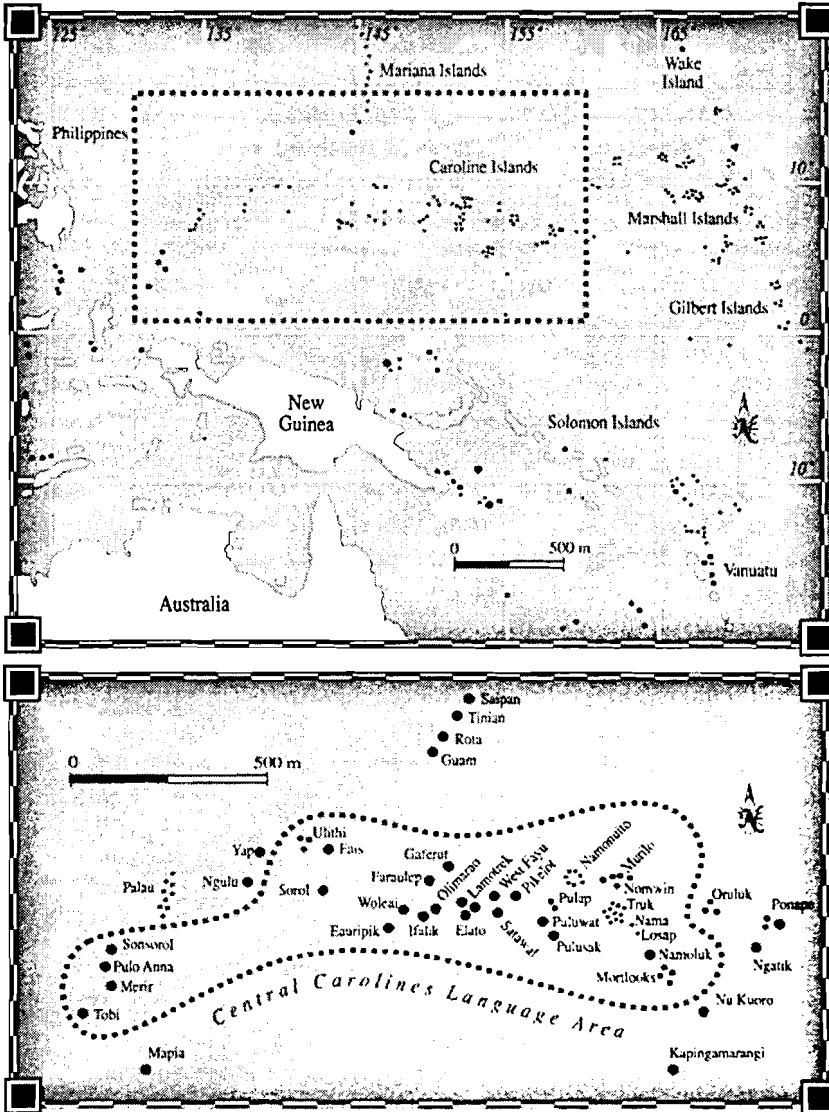 125°
135°
145°
155°
165°
Mariana Islands
Wake
Island
Philippines
Caroline Islands
10°
Marshall Islands
Gilbert Islands
0
New
Guinea
Solomon Islands
N
10°
0 500 m
Vanuatu
Australia
Saipan
Tinian
Rota
Guam
0 500 m
N
Ulithi
Fais
Yap
Ngulu
Sorol
Palau
Gaferut
Faraulep
Olimarao
Lamotrek
West Fayu
Pikelot
Namonuito
Murilo
Nomwin
Pulap
Truk
Oruluk
Ponape
Woleai
Eauripik
Ifalik
Elato
Satawal
Puluwat
Pulusuk
Nama
Losap
Namoluk
Mortlocks
Ngatik
Sonsorol
Pulo Anna
Merir
Tobi
Central Carolines Language Area
Nu Kuoro
Mapia
Kapingamarangi